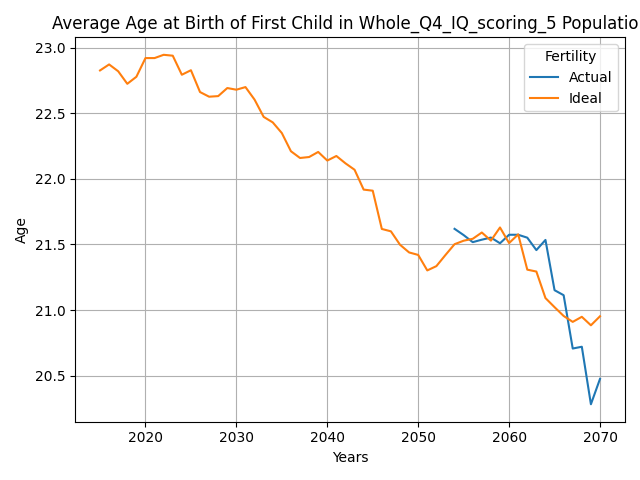 Average Age at Birth of First Child in Whole_Q4_IQ_scoring_5 Populatio
Fertility
Actual
Ideal
Age
23.0
22.5
22.0
21.5
21.0
20.5
2020 2030 2040 2050 2060 2070
Years